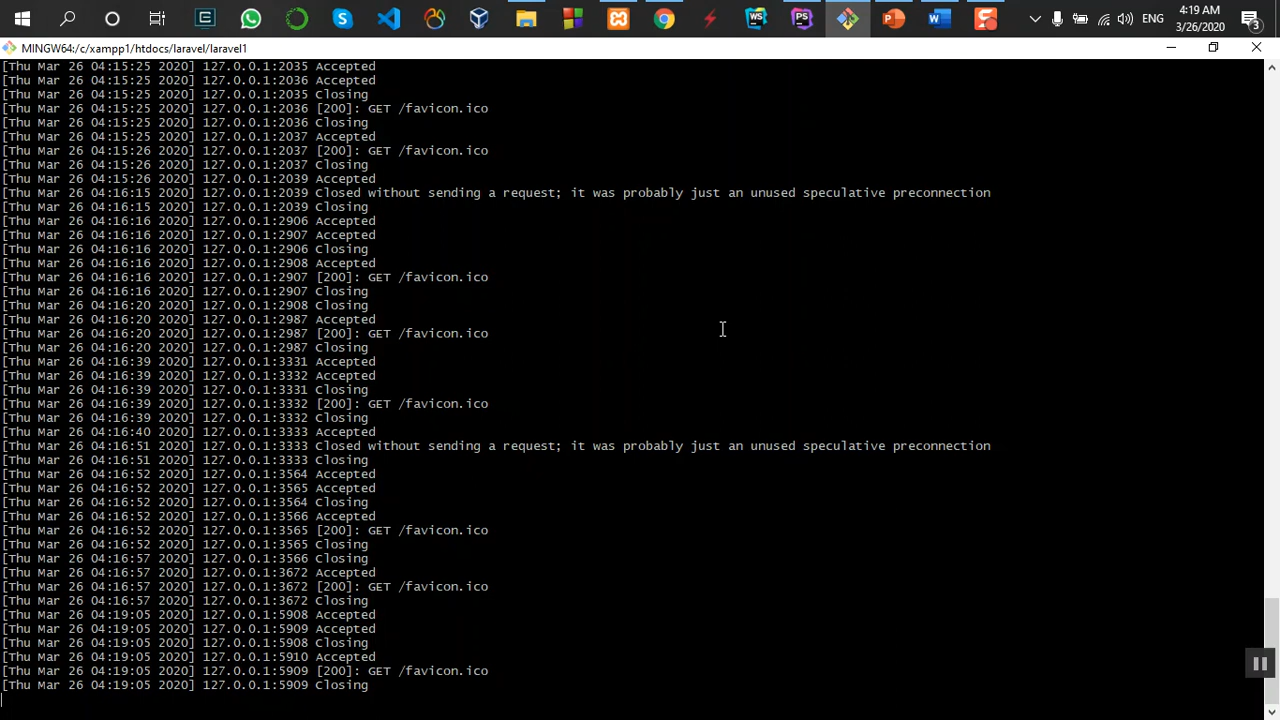 4:19 AM
ENG
3/26/2020
3
WS
PS
MINGW64:/c/xampp1/htdocs/laravel/laravel1
[Thu Mar 26 04:15:25 2020] 127.0.0.1:2035 Accepted
[Thu Mar 26 04:15:25 2020] 127.0.0.1:2036 Accepted
[Thu Mar 26 04:15:25 2020] 127.0.0.1:2035 Closing
[Thu Mar 26 04:15:25 2020] 127.0.0.1:2036 [200]: GET /favicon.ico
[Thu Mar 26 04:15:25 2020] 127.0.0.1:2036 Closing
[Thu Mar 26 04:15:25 2020] 127.0.0.1:2037 Accepted
[Thu Mar 26 04:15:26 2020] 127.0.0.1:2037 [200]: GET /favicon.ico
[Thu Mar 26 04:15:26 2020] 127.0.0.1:2037 Closing
[Thu Mar 26 04:15:26 2020] 127.0.0.1:2039 Accepted
[Thu Mar 26 04:16:15 2020] 127.0.0.1:2039 Closed without sending a request; it was probably just an unused speculative preconnection
[Thu Mar 26 04:16:15 2020] 127.0.0.1:2039 Closing
[Thu Mar 26 04:16:16 2020] 127.0.0.1:2906 Accepted
[Thu Mar 26 04:16:16 2020] 127.0.0.1:2907 Accepted
[Thu Mar 26 04:16:16 2020] 127.0.0.1:2906 Closing
[Thu Mar 26 04:16:16 2020] 127.0.0.1:2908 Accepted
[Thu Mar 26 04:16:16 2020] 127.0.0.1:2907 [200]: GET /favicon.ico
[Thu Mar 26 04:16:16 2020] 127.0.0.1:2907 Closing
[Thu Mar 26 04:16:20 2020] 127.0.0.1:2908 Closing
[Thu Mar 26 04:16:20 2020] 127.0.0.1:2987 Accepted
[Thu Mar 26 04:16:20 2020] 127.0.0.1:2987 [200]: GET /favicon.ico
[Thu Mar 26 04:16:20 2020] 127.0.0.1:2987 Closing
[Thu Mar 26 04:16:39 2020] 127.0.0.1:3331 Accepted
[Thu Mar 26 04:16:39 2020] 127.0.0.1:3332 Accepted
[Thu Mar 26 04:16:39 2020] 127.0.0.1:3331 Closing
[Thu Mar 26 04:16:39 2020] 127.0.0.1:3332 [200]: GET /favicon.ico
[Thu Mar 26 04:16:39 2020] 127.0.0.1:3332 Closing
[Thu Mar 26 04:16:40 2020] 127.0.0.1:3333 Accepted
[Thu Mar 26 04:16:51 2020] 127.0.0.1:3333 Closed without sending a request; it was probably just an unused speculative preconnection
[Thu Mar 26 04:16:51 2020] 127.0.0.1:3333 Closing
[Thu Mar 26 04:16:52 2020] 127.0.0.1:3564 Accepted
[Thu Mar 26 04:16:52 2020] 127.0.0.1:3565 Accepted
[Thu Mar 26 04:16:52 2020] 127.0.0.1:3564 Closing
[Thu Mar 26 04:16:52 2020] 127.0.0.1:3566 Accepted
[Thu Mar 26 04:16:52 2020] 127.0.0.1:3565 [200]: GET /favicon.ico
[Thu Mar 26 04:16:52 2020] 127.0.0.1:3565 Closing
[Thu Mar 26 04:16:57 2020] 127.0.0.1:3566 Closing
[Thu Mar 26 04:16:57 2020] 127.0.0.1:3672 Accepted
[Thu Mar 26 04:16:57 2020] 127.0.0.1:3672 [200]: GET /favicon.ico
[Thu Mar 26 04:16:57 2020] 127.0.0.1:3672 Closing
[Thu Mar 26 04:19:05 2020] 127.0.0.1:5908 Accepted
[Thu Mar 26 04:19:05 2020] 127.0.0.1:5909 Accepted
[Thu Mar 26 04:19:05 2020] 127.0.0.1:5908 Closing
[Thu Mar 26 04:19:05 2020] 127.0.0.1:5910 Accepted
[Thu Mar 26 04:19:05 2020] 127.0.0.1:5909 [200]: GET /favicon.ico
[Thu Mar 26 04:19:05 2020] 127.0.0.1:5909 Closing